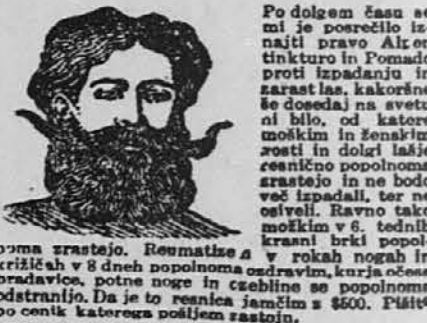 Po dolgem času se
mi je posrečilo iz-
najti pravo Alpen
tinkturo in Pomado
proti izpadanju in
zarast las, kakoršne
še dosedaj na svetu
ni bilo, od katere
moškim in ženskim
gosti in dolgi lasje
resnično popolnoma
zrastejo in ne bodo
več izpadali, ter ne
osiveli. Ravno tako
moškim v 6. tednih
krasni brki popol-
noma zrastejo. Reumatizem v rokah nogah in
križičah v 8 dneh popolnoma ozdravim, kurja očesa
bradavice, potne noge in ozebline se popolnoma
odstranijo. Da je to resnica jamčim z $500. Pišite
po cenik katerega pošljem zastonj.